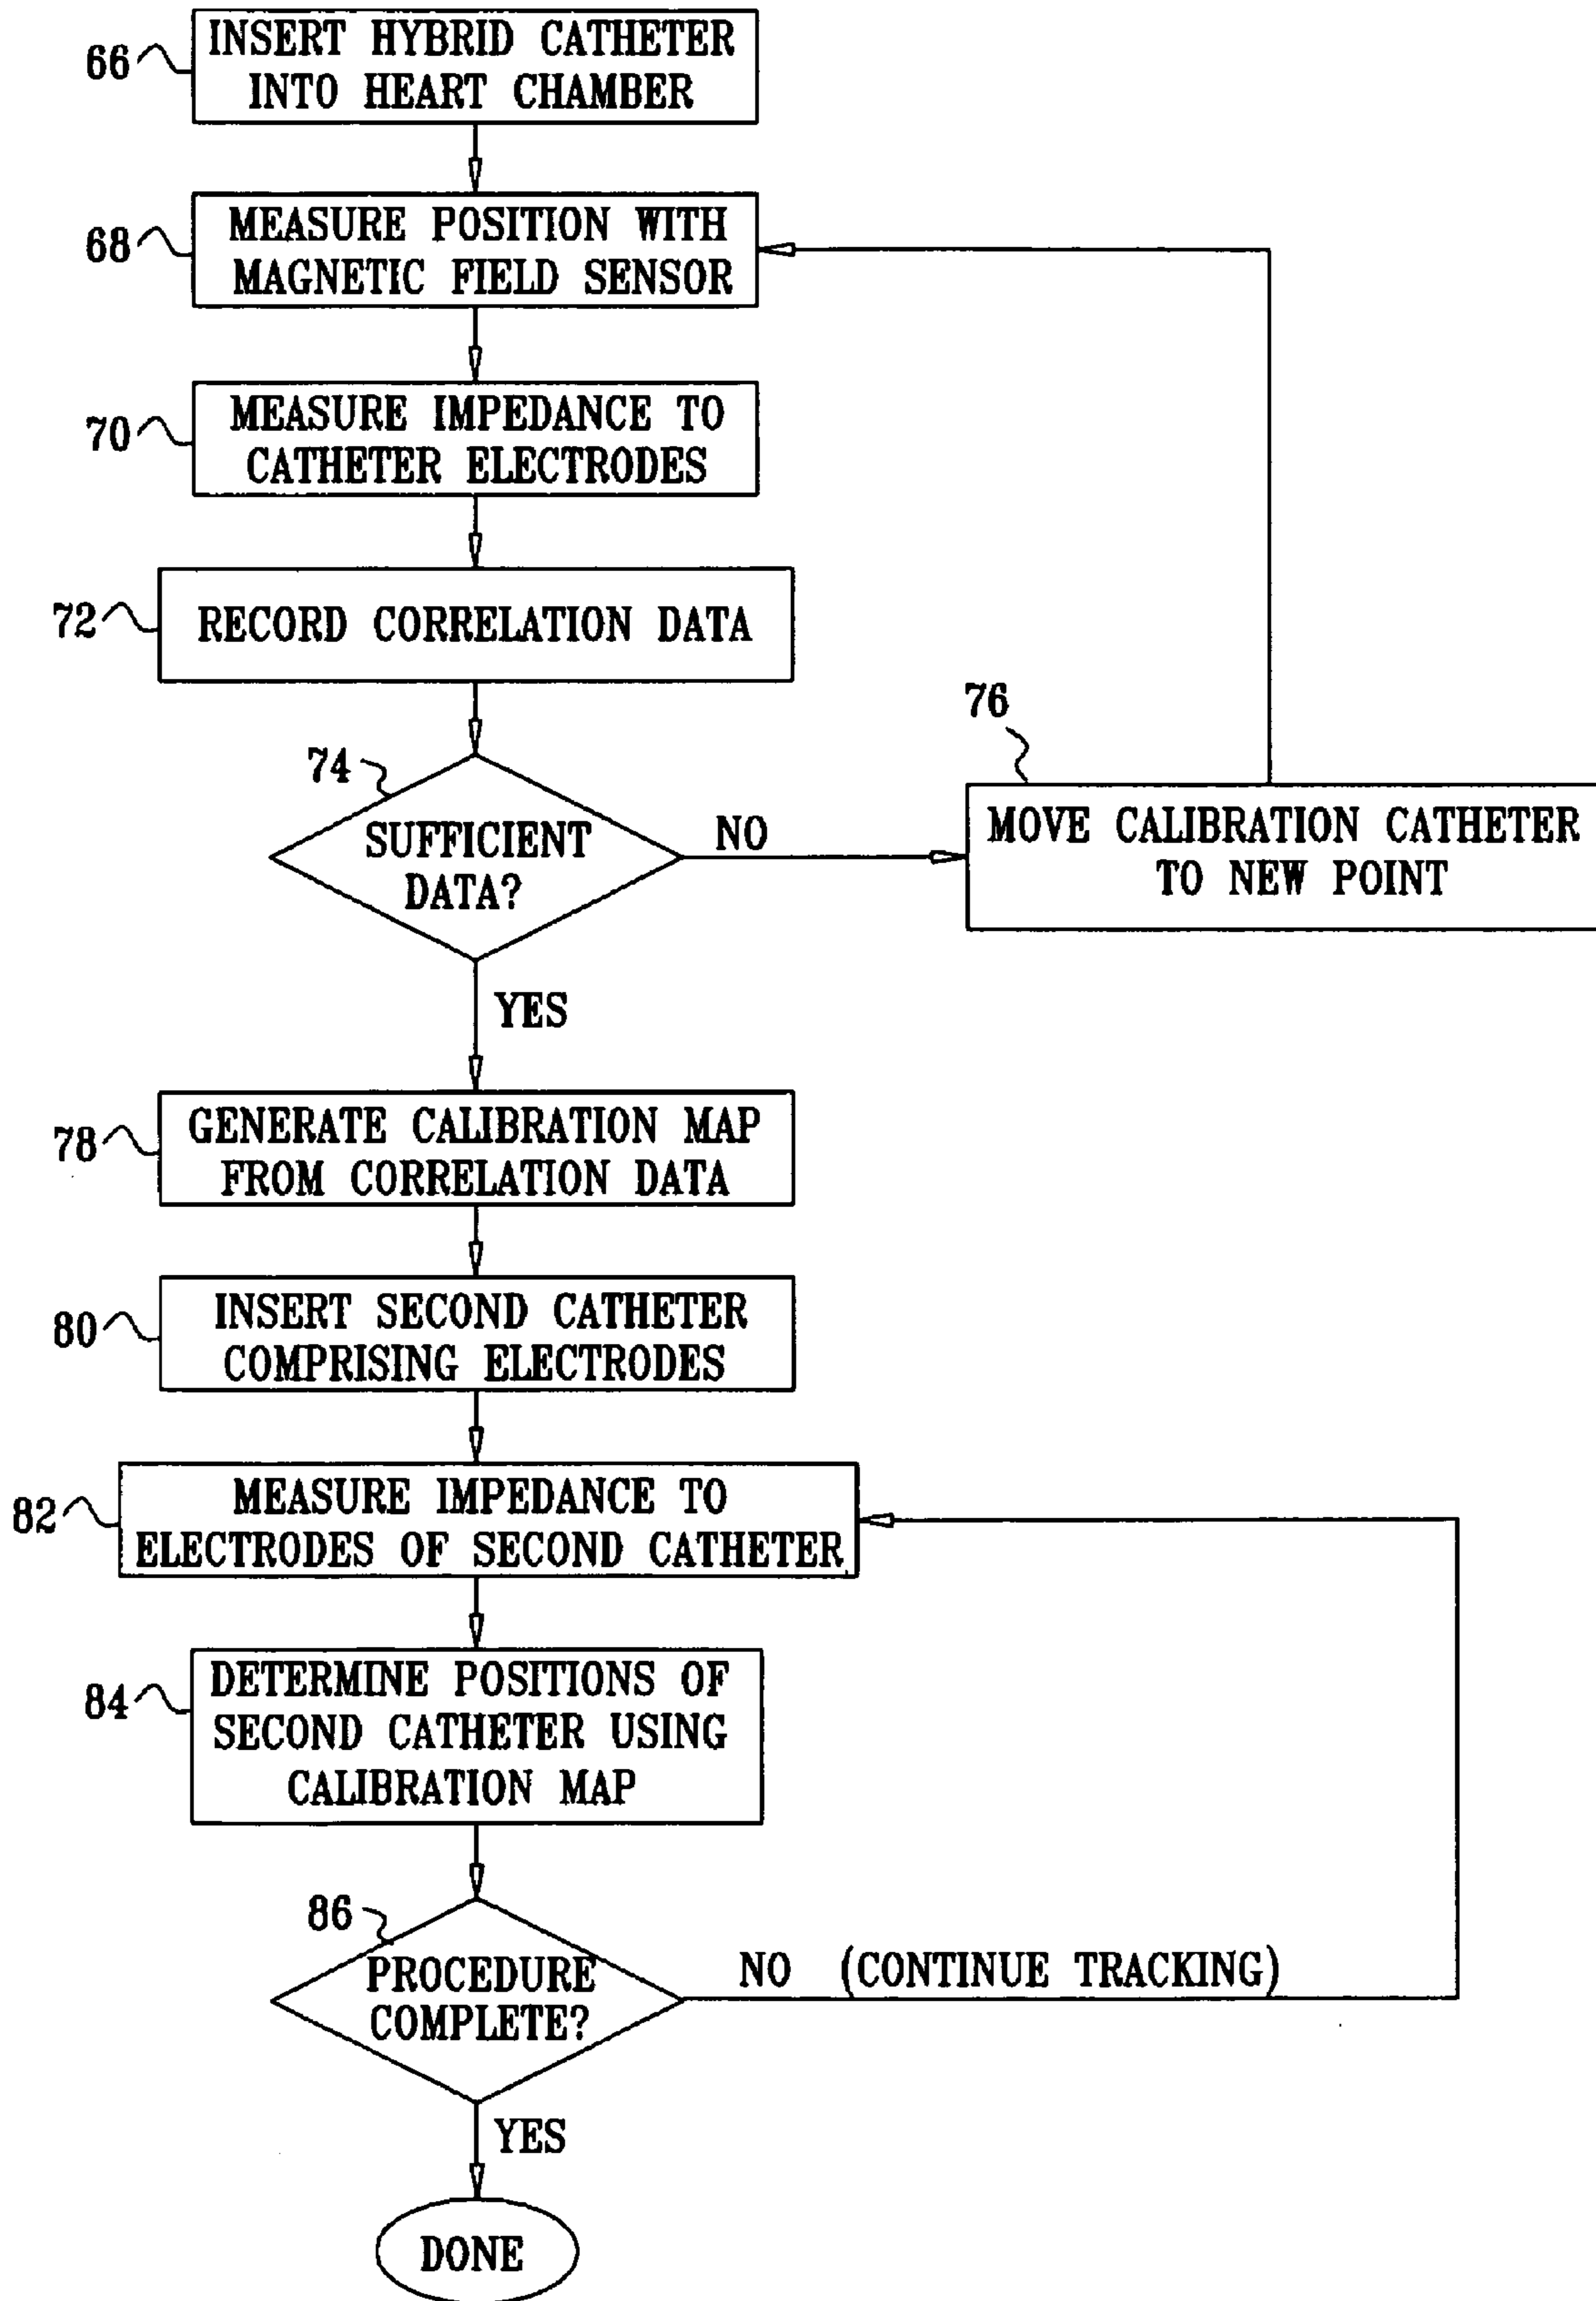 66
INSERT HYBRID CATHETER
INTO HEART CHAMBER
68
MEASURE POSITION WITH
MAGNETIC FIELD SENSOR
70
MEASURE IMPEDANCE TO
CATHETER ELECTRODES
72
RECORD CORRELATION DATA
74
SUFFICIENT
DATA?
NO
76
MOVE CALIBRATION CATHETER
TO NEW POINT
YES
78
GENERATE CALIBRATION MAP
FROM CORRELATION DATA
80
INSERT SECOND CATHETER
COMPRISING ELECTRODES
82
MEASURE IMPEDANCE TO
ELECTRODES OF SECOND CATHETER
84
DETERMINE POSITIONS OF
SECOND CATHETER USING
CALIBRATION MAP
86
PROCEDURE
COMPLETE?
NO (CONTINUE TRACKING)
YES
DONE